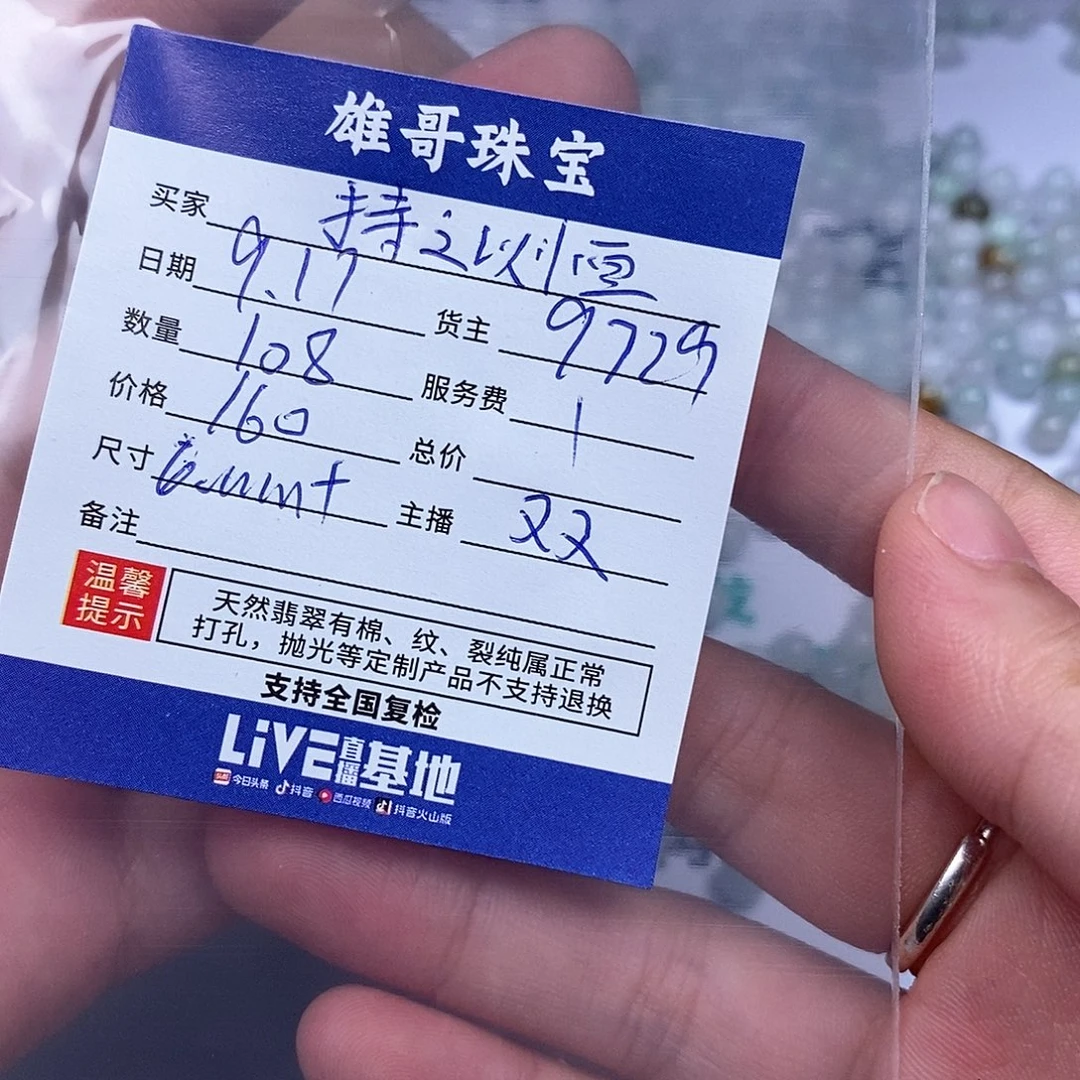 雄哥珠宝
买家 持之以恒
日期 9.17 货主 9729
数量 108 服务费 1
价格 160 总价
尺寸 6mm+ 主播 双
备注
温馨提示
天然翡翠有棉、纹、裂纯属正常
打孔，抛光等定制产品不支持退换
支持全国复检
LiVE直播基地
头条 今日头条 抖音 西瓜视频 抖音火山版